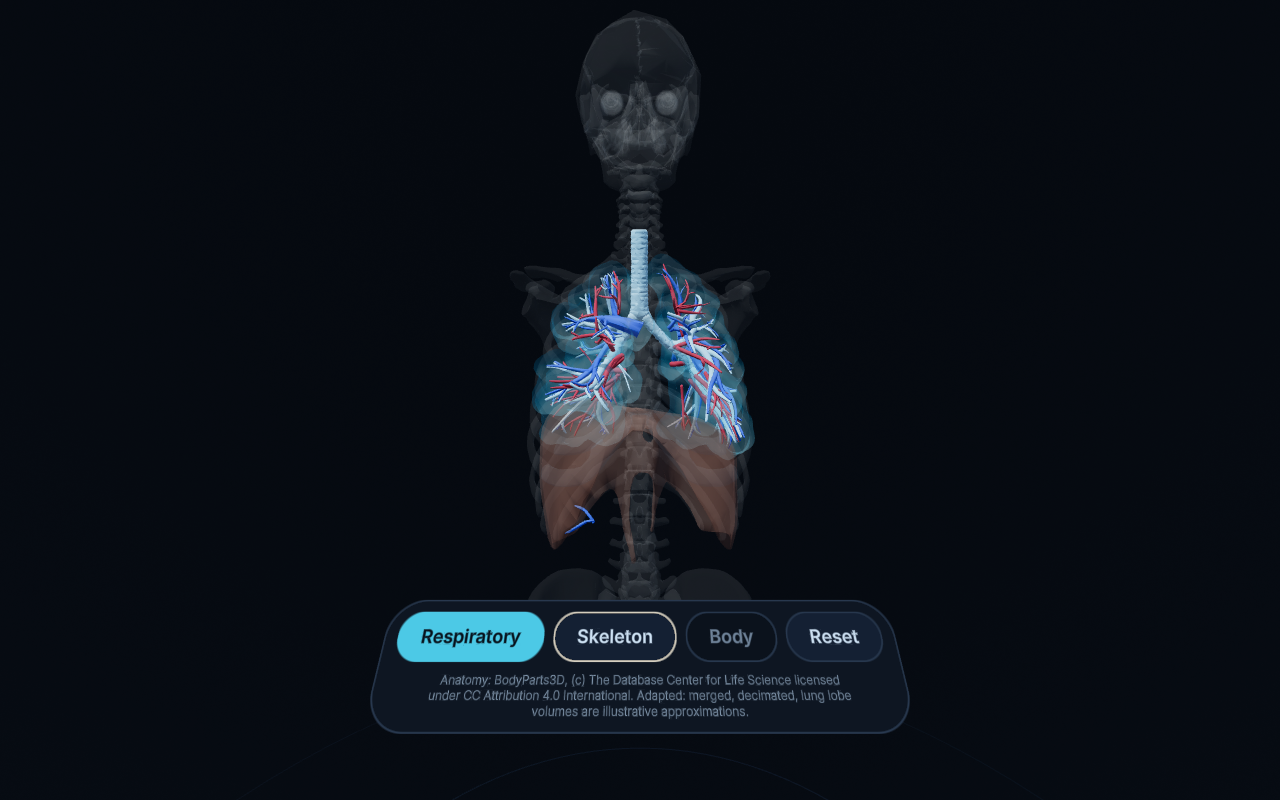 Respiratory
Skeleton
Body
Reset
Anatomy: BodyParts3D, (c) The Database Center for Life Science licensed
under CC Attribution 4.0 International. Adapted: merged, decimated, lung lobe
volumes are illustrative approximations.